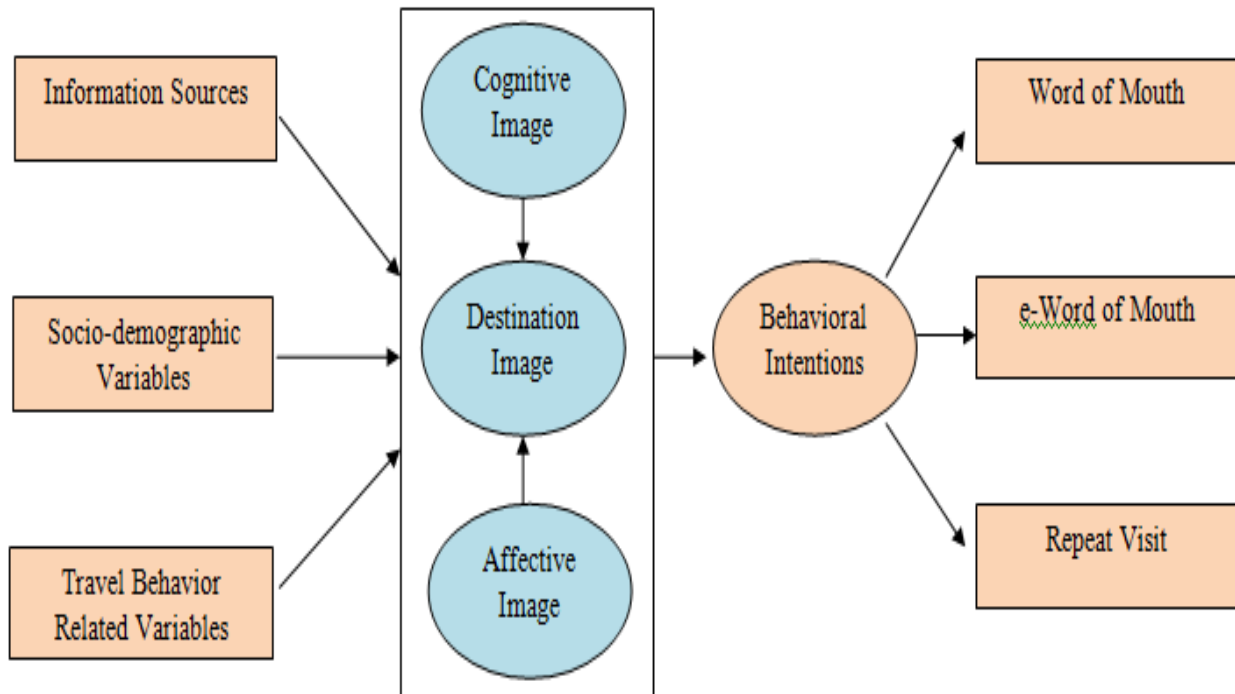 Information Sources
Socio-demographic
Variables
Travel Behavior
Related Variables
Cognitive
Image
Destination
Image
Affective
Image
Behavioral
Intentions
Word of Mouth
e-Word of Mouth
Repeat Visit